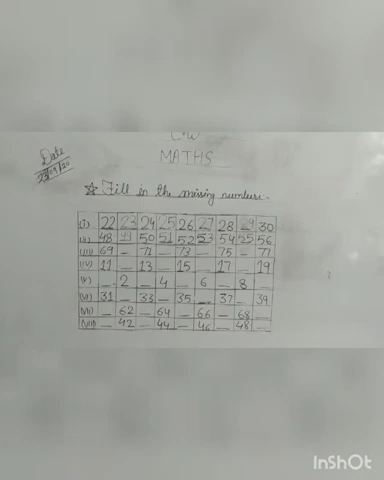 C.W
MATHS
Date
23/09/20
☆ Fill in the missing numbers.
(i) 22 23 24 25 26 27 28 29 30
(ii) 48 49 50 51 52 53 54 55 56
(iii) 69 _ 71 _ 73 _ 75 _ 77
(iv) 11 _ 13 _ 15 _ 17 _ 19
(v) _ 2 _ 4 _ 6 _ 8 _
(vi) 31 _ 33 _ 35 _ 37 _ 39
(vii) _ 62 _ 64 _ 66 _ 68 _
(viii) _ 42 _ 44 _ 46 _ 48 _
InShOt